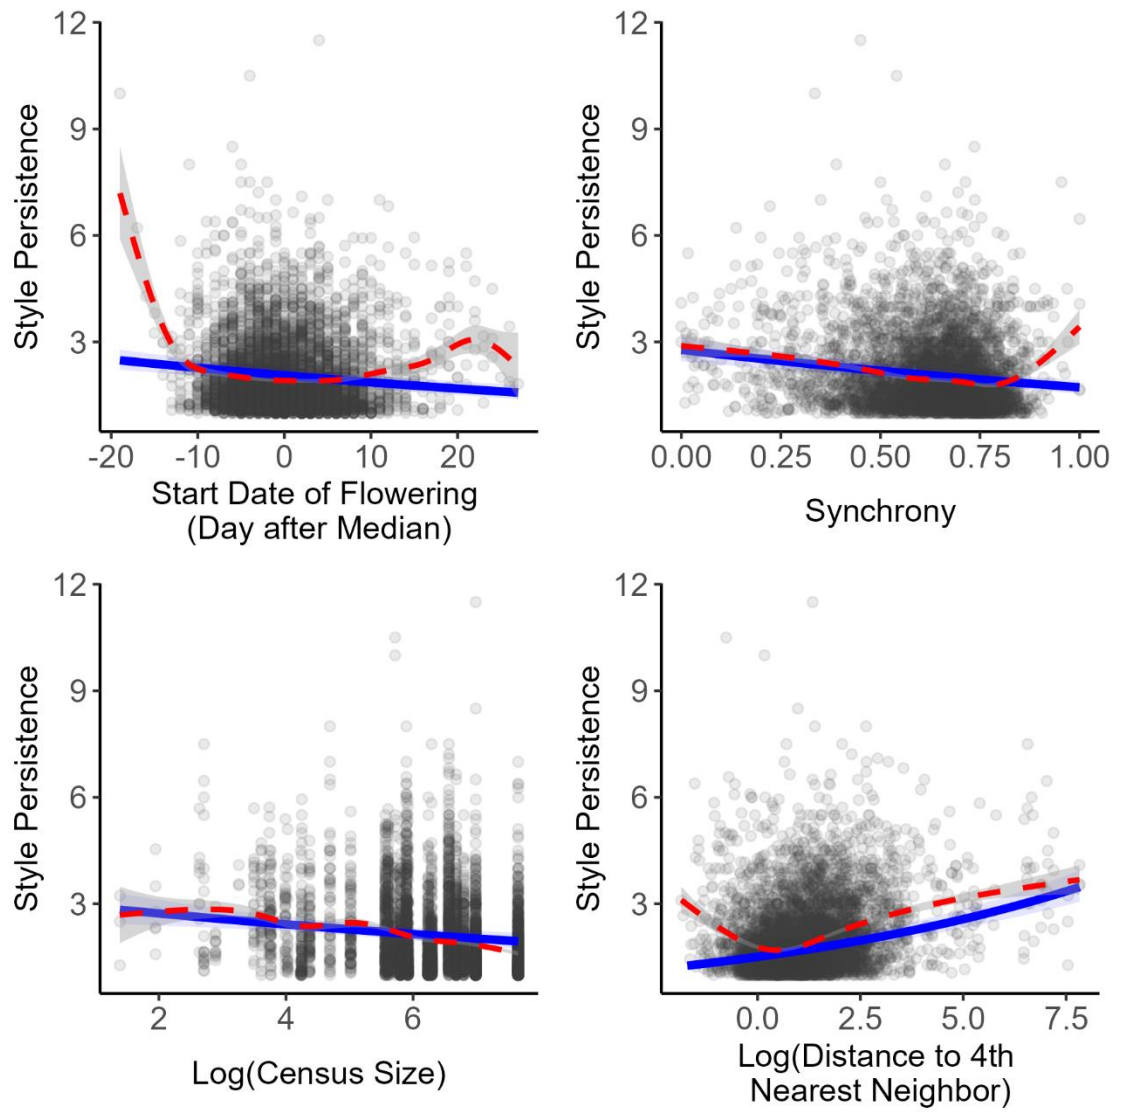 12
9
6
3
Style Persistence
-20 -10 0 10 20
Start Date of Flowering
(Day after Median)
12
9
6
3
Style Persistence
0.00 0.25 0.50 0.75 1.00
Synchrony
12
9
6
3
Style Persistence
2 4 6
Log(Census Size)
12
9
6
3
Style Persistence
0.0 2.5 5.0 7.5
Log(Distance to 4th
Nearest Neighbor)